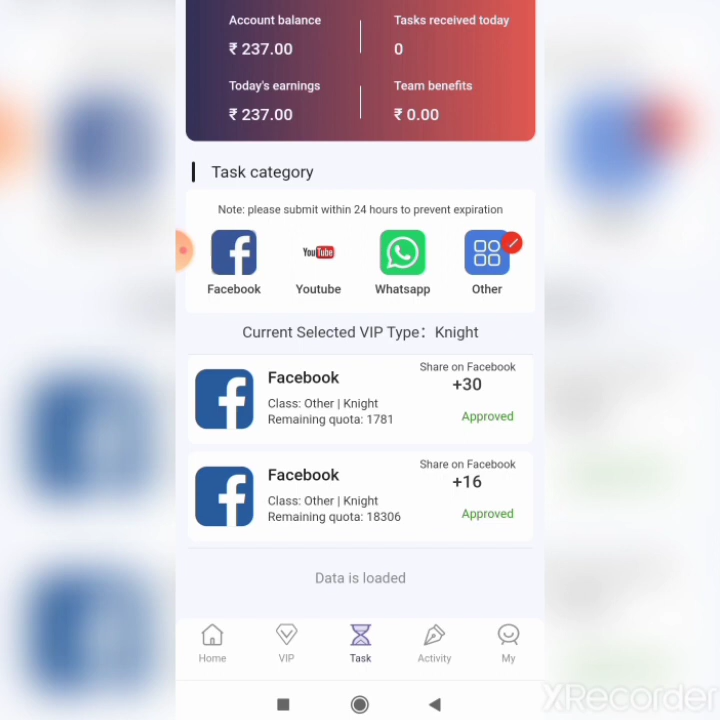 Account balance
Tasks received today
₹ 237.00
0
Today's earnings
Team benefits
₹ 237.00
₹ 0.00
Task category
Note: please submit within 24 hours to prevent expiration
YouTube
Facebook
Youtube
Whatsapp
Other
Current Selected VIP Type： Knight
Facebook
Share on Facebook
+30
Class: Other | Knight
Remaining quota: 1781
Approved
Facebook
Share on Facebook
+16
Class: Other | Knight
Remaining quota: 18306
Approved
Data is loaded
Home
VIP
Task
Activity
My
XRecorder